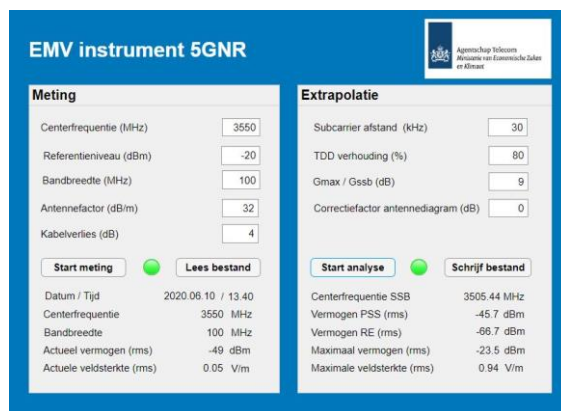 EMV instrument 5GNR
Agentschap Telecom
Ministerie van Economische Zaken
en Klimaat
Meting
Centerfrequentie (MHz) 3550
Referentieniveau (dBm) -20
Bandbreedte (MHz) 100
Antennefactor (dB/m) 32
Kabelverlies (dB) 4
Start meting Lees bestand
Datum / Tijd 2020.06.10 / 13.40
Centerfrequentie 3550 MHz
Bandbreedte 100 MHz
Actueel vermogen (rms) -49 dBm
Actuele veldsterkte (rms) 0.05 V/m
Extrapolatie
Subcarrier afstand (kHz) 30
TDD verhouding (%) 80
Gmax / Gssb (dB) 9
Correctiefactor antennediagram (dB) 0
Start analyse Schrijf bestand
Centerfrequentie SSB 3505.44 MHz
Vermogen PSS (rms) -45.7 dBm
Vermogen RE (rms) -66.7 dBm
Maximaal vermogen (rms) -23.5 dBm
Maximale veldsterkte (rms) 0.94 V/m